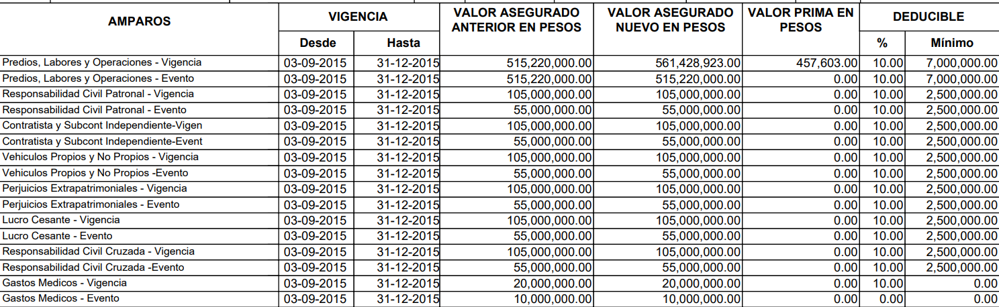 AMPAROS VIGENCIA VALOR ASEGURADO ANTERIOR EN PESOS VALOR ASEGURADO NUEVO EN PESOS VALOR PRIMA EN PESOS DEDUCIBLE
Desde Hasta % Mínimo
Predios, Labores y Operaciones - Vigencia 03-09-2015 31-12-2015 515,220,000.00 561,428,923.00 457,603.00 10.00 7,000,000.00
Predios, Labores y Operaciones - Evento 03-09-2015 31-12-2015 515,220,000.00 515,220,000.00 0.00 10.00 7,000,000.00
Responsabilidad Civil Patronal - Vigencia 03-09-2015 31-12-2015 105,000,000.00 105,000,000.00 0.00 10.00 2,500,000.00
Responsabilidad Civil Patronal - Evento 03-09-2015 31-12-2015 55,000,000.00 55,000,000.00 0.00 10.00 2,500,000.00
Contratista y Subcont Independiente-Vigen 03-09-2015 31-12-2015 105,000,000.00 105,000,000.00 0.00 10.00 2,500,000.00
Contratista y Subcont Independiente-Event 03-09-2015 31-12-2015 55,000,000.00 55,000,000.00 0.00 10.00 2,500,000.00
Vehiculos Propios y No Propios - Vigencia 03-09-2015 31-12-2015 105,000,000.00 105,000,000.00 0.00 10.00 2,500,000.00
Vehiculos Propios y No Propios -Evento 03-09-2015 31-12-2015 55,000,000.00 55,000,000.00 0.00 10.00 2,500,000.00
Perjuicios Extrapatrimoniales - Vigencia 03-09-2015 31-12-2015 105,000,000.00 105,000,000.00 0.00 10.00 2,500,000.00
Perjuicios Extrapatrimoniales - Evento 03-09-2015 31-12-2015 55,000,000.00 55,000,000.00 0.00 10.00 2,500,000.00
Lucro Cesante - Vigencia 03-09-2015 31-12-2015 105,000,000.00 105,000,000.00 0.00 10.00 2,500,000.00
Lucro Cesante - Evento 03-09-2015 31-12-2015 55,000,000.00 55,000,000.00 0.00 10.00 2,500,000.00
Responsabilidad Civil Cruzada - Vigencia 03-09-2015 31-12-2015 105,000,000.00 105,000,000.00 0.00 10.00 2,500,000.00
Responsabilidad Civil Cruzada -Evento 03-09-2015 31-12-2015 55,000,000.00 55,000,000.00 0.00 10.00 2,500,000.00
Gastos Medicos - Vigencia 03-09-2015 31-12-2015 20,000,000.00 20,000,000.00 0.00 10.00 0.00
Gastos Medicos - Evento 03-09-2015 31-12-2015 10,000,000.00 10,000,000.00 0.00 0.00 0.00